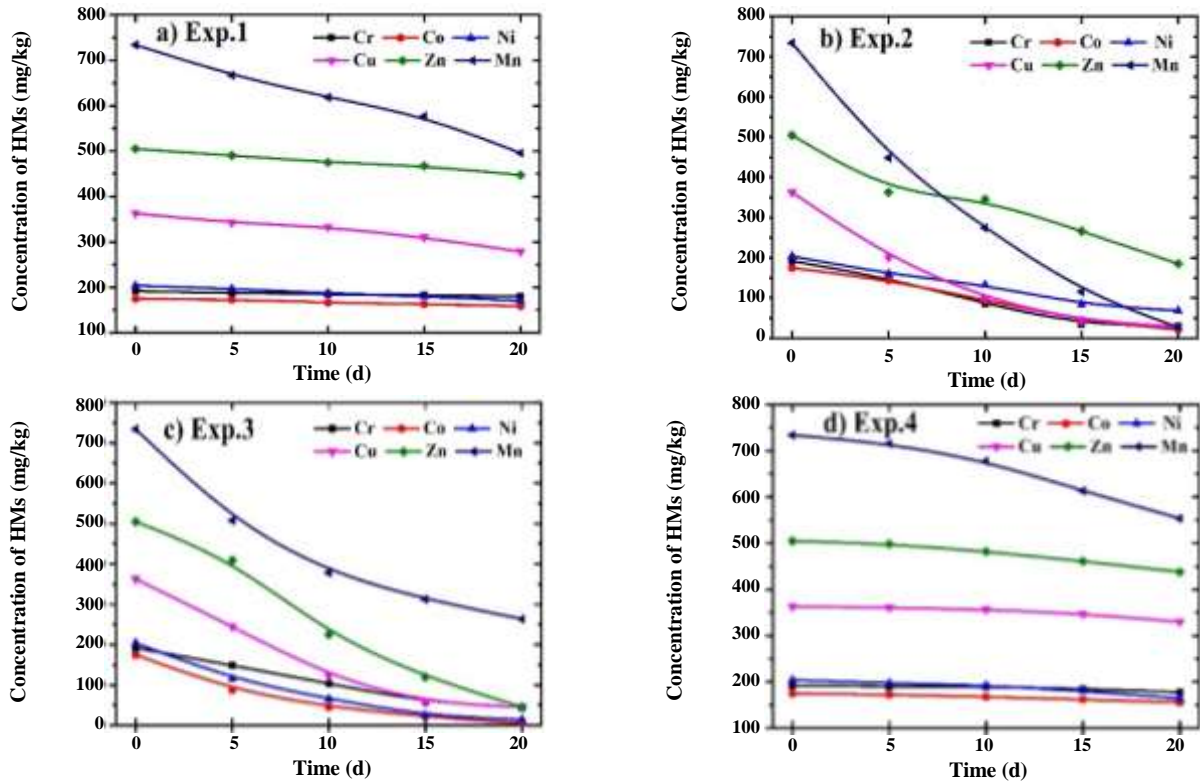 a) Exp.1
Cr Co Ni
Cu Zn Mn
Concentration of HMs (mg/kg)
800
700
600
500
400
300
200
100
0 5 10 15 20
Time (d)
b) Exp.2
Cr Co Ni
Cu Zn Mn
Concentration of HMs (mg/kg)
800
700
600
500
400
300
200
100
0
0 5 10 15 20
Time (d)
c) Exp.3
Cr Co Ni
Cu Zn Mn
Concentration of HMs (mg/kg)
800
700
600
500
400
300
200
100
0
0 5 10 15 20
Time (d)
d) Exp.4
Cr Co Ni
Cu Zn Mn
Concentration of HMs (mg/kg)
800
700
600
500
400
300
200
100
0 5 10 15 20
Time (d)